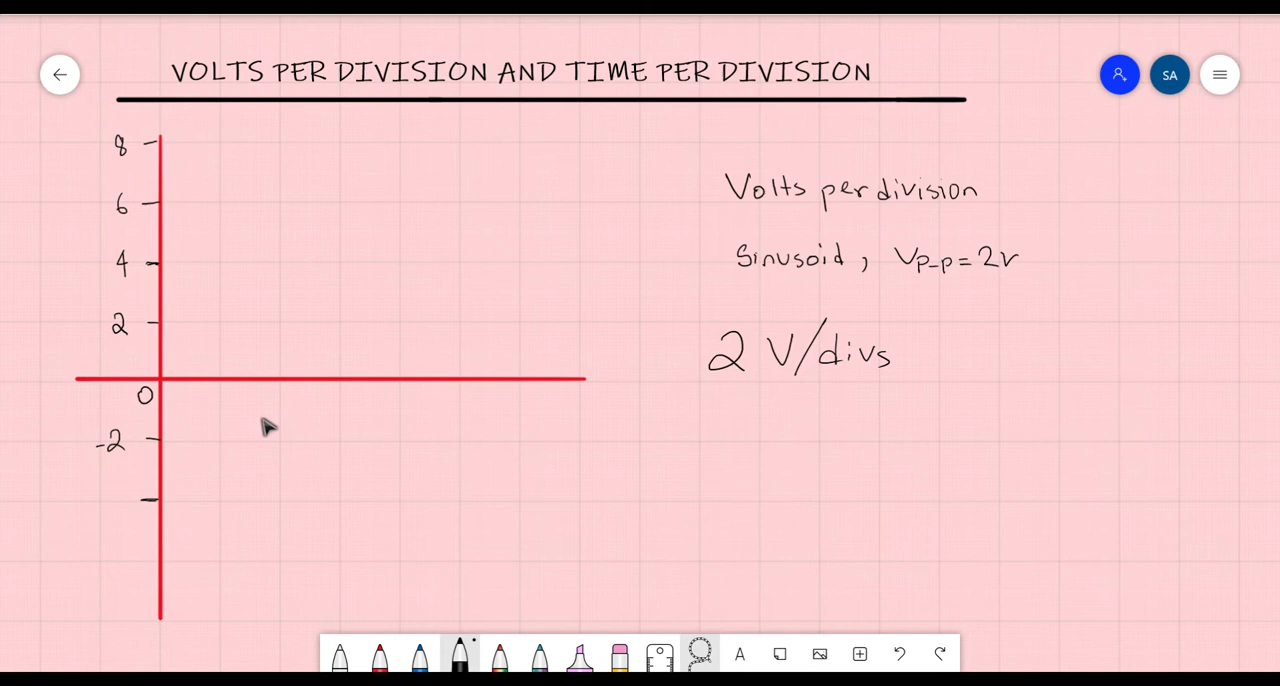 VOLTS PER DIVISION AND TIME PER DIVISION
SA
8
6
4
2
0
-2
Volts per division
Sinusoid, Vp-p=2v
2 V/divs
A